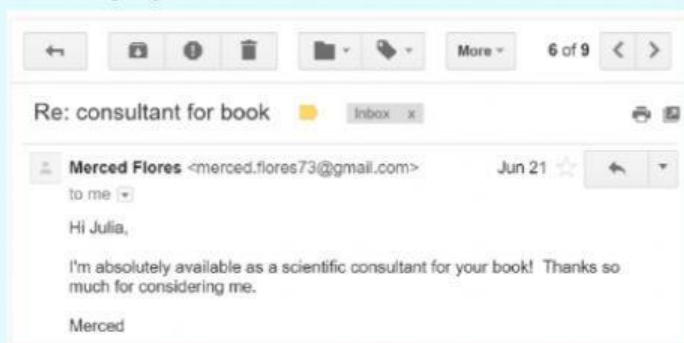 More
6 of 9
Re: consultant for book
Inbox x
Merced Flores <merced.flores73@gmail.com>
Jun 21
to me
Hi Julia,
I'm absolutely available as a scientific consultant for your book! Thanks so
much for considering me.
Merced